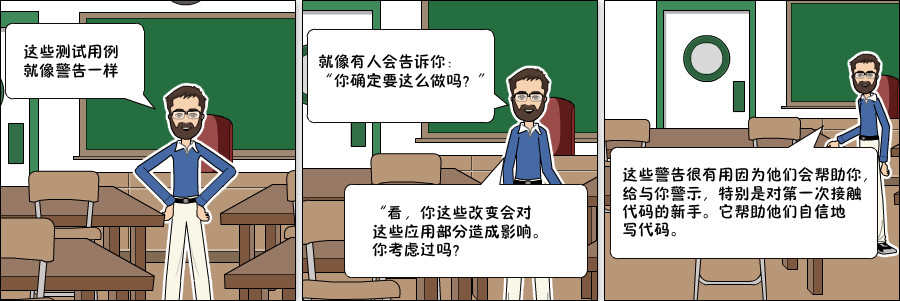 这些测试用例
就像警告一样
就像有人会告诉你：
“你确定要这么做吗？”
“看，你这些改变会对
这些应用部分造成影响。
你考虑过吗？
这些警告很有用因为他们会帮助你，
给与你警示，特别是对第一次接触
代码的新手。它帮助他们自信地
写代码。